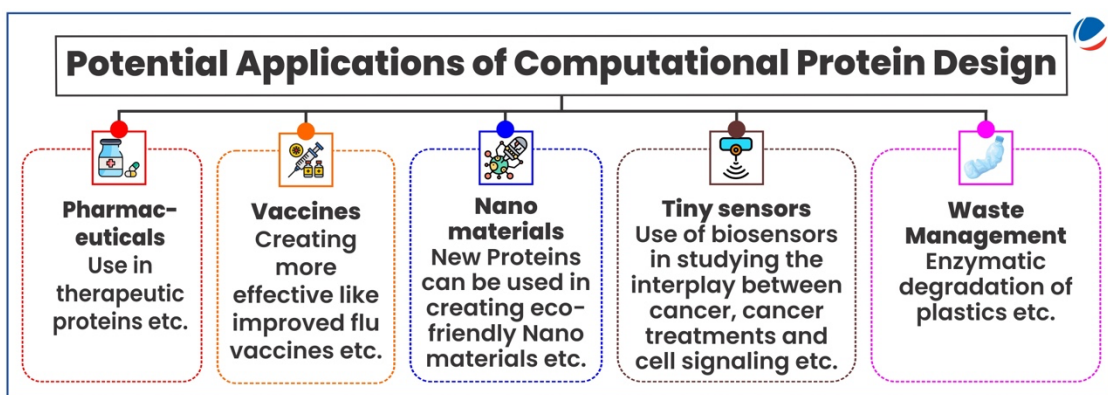 Potential Applications of Computational Protein Design
Pharmac-
euticals
Use in
therapeutic
proteins etc.
Vaccines
Creating
more
effective like
improved flu
vaccines etc.
Nano
materials
New Proteins
can be used in
creating eco-
friendly Nano
materials etc.
Tiny sensors
Use of biosensors
in studying the
interplay between
cancer, cancer
treatments and
cell signaling etc.
Waste
Management
Enzymatic
degradation of
plastics etc.